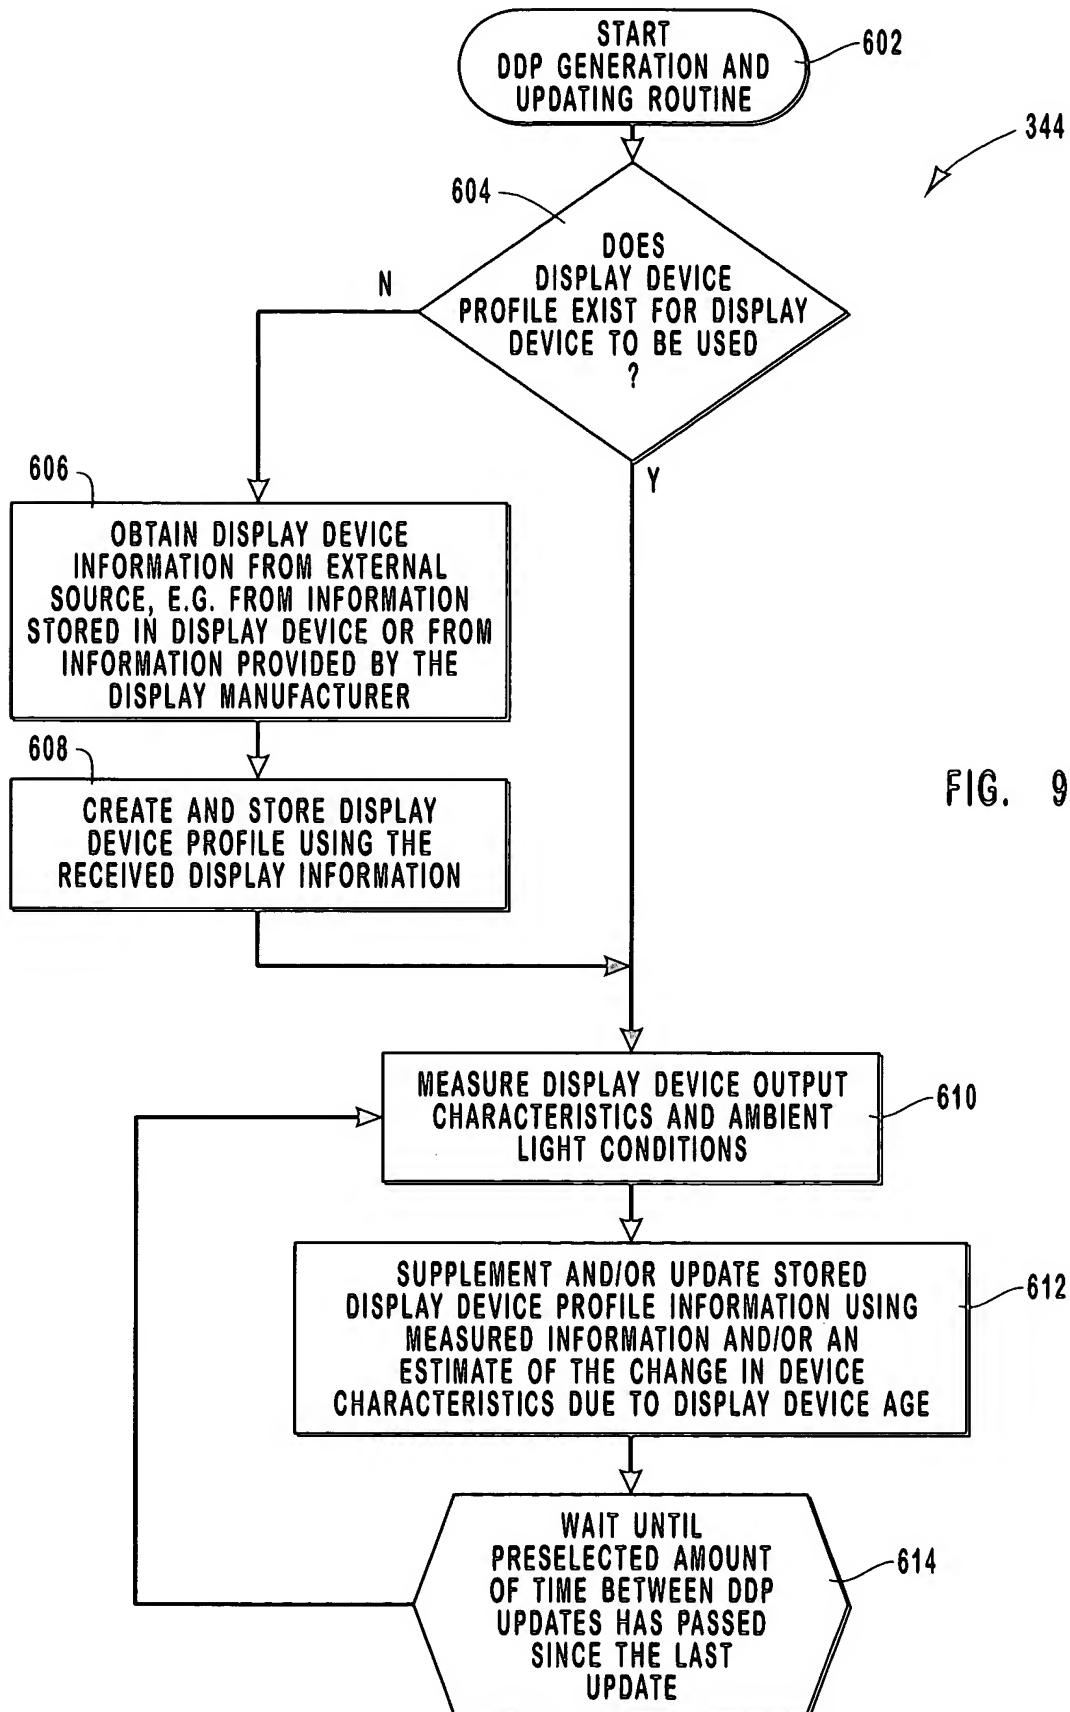 START
DDP GENERATION AND
UPDATING ROUTINE
602
344
604
DOES
DISPLAY DEVICE
PROFILE EXIST FOR DISPLAY
DEVICE TO BE USED
?
N
Y
606
OBTAIN DISPLAY DEVICE
INFORMATION FROM EXTERNAL
SOURCE, E.G. FROM INFORMATION
STORED IN DISPLAY DEVICE OR FROM
INFORMATION PROVIDED BY THE
DISPLAY MANUFACTURER
608
CREATE AND STORE DISPLAY
DEVICE PROFILE USING THE
RECEIVED DISPLAY INFORMATION
FIG. 9
MEASURE DISPLAY DEVICE OUTPUT
CHARACTERISTICS AND AMBIENT
LIGHT CONDITIONS
610
SUPPLEMENT AND/OR UPDATE STORED
DISPLAY DEVICE PROFILE INFORMATION USING
MEASURED INFORMATION AND/OR AN
ESTIMATE OF THE CHANGE IN DEVICE
CHARACTERISTICS DUE TO DISPLAY DEVICE AGE
612
WAIT UNTIL
PRESELECTED AMOUNT
OF TIME BETWEEN DDP
UPDATES HAS PASSED
SINCE THE LAST
UPDATE
614